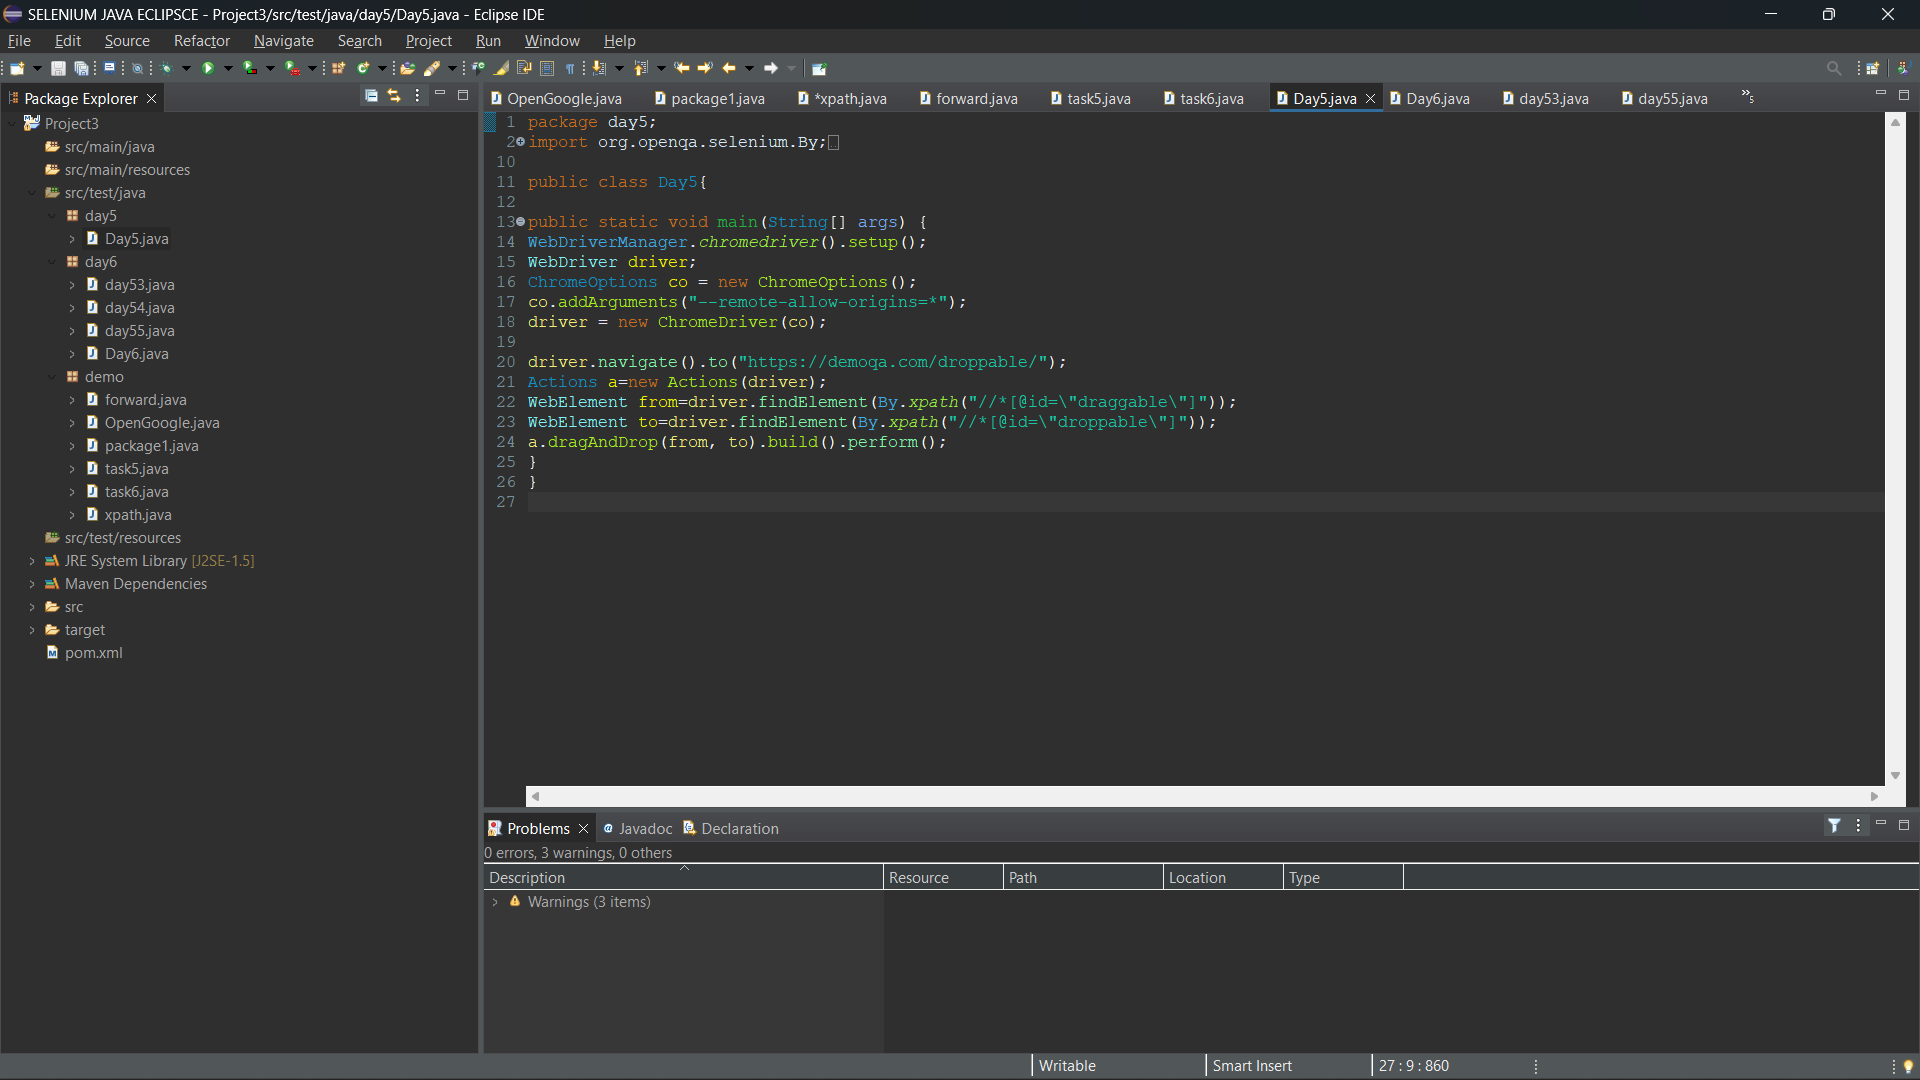 SELENIUM JAVA ECLIPSCE - Project3/src/test/java/day5/Day5.java - Eclipse IDE
File Edit Source Refactor Navigate Search Project Run Window Help
Package Explorer
Project3
src/main/java
src/main/resources
src/test/java
day5
Day5.java
day6
day53.java
day54.java
day55.java
Day6.java
demo
forward.java
OpenGoogle.java
package1.java
task5.java
task6.java
xpath.java
src/test/resources
JRE System Library [J2SE-1.5]
Maven Dependencies
src
target
pom.xml
OpenGoogle.java package1.java *xpath.java forward.java task5.java task6.java Day5.java Day6.java day53.java day55.java »5
1 package day5;
2 import org.openqa.selenium.By;
10
11 public class Day5{
12
13 public static void main(String[] args) {
14 WebDriverManager.chromedriver().setup();
15 WebDriver driver;
16 ChromeOptions co = new ChromeOptions();
17 co.addArguments("--remote-allow-origins=*");
18 driver = new ChromeDriver(co);
19
20 driver.navigate().to("https://demoqa.com/droppable/");
21 Actions a=new Actions(driver);
22 WebElement from=driver.findElement(By.xpath("//*[@id=\"draggable\"]"));
23 WebElement to=driver.findElement(By.xpath("//*[@id=\"droppable\"]"));
24 a.dragAndDrop(from, to).build().perform();
25 }
26 }
27
Problems @ Javadoc Declaration
0 errors, 3 warnings, 0 others
Description Resource Path Location Type
Warnings (3 items)
Writable Smart Insert 27 : 9 : 860